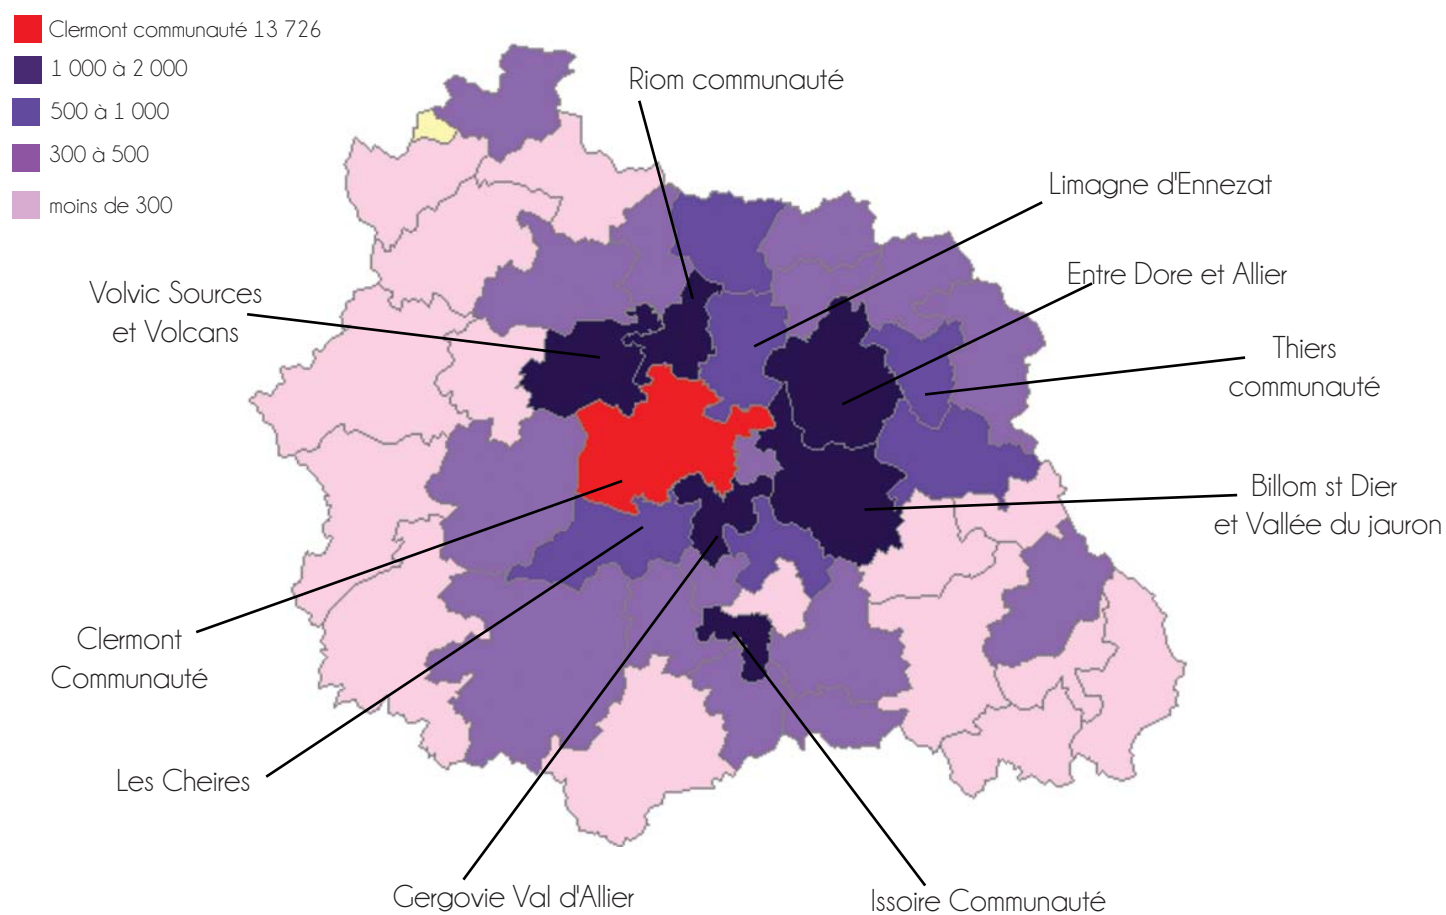 Clermont communauté 13 726
1 000 à 2 000
500 à 1 000
300 à 500
moins de 300
Riom communauté
Limagne d'Ennezat
Entre Dore et Allier
Volvic Sources
et Volcans
Thiers
communauté
Billom st Dier
et Vallée du jauron
Clermont
Communauté
Les Cheires
Gergovie Val d'Allier
Issoire Communauté